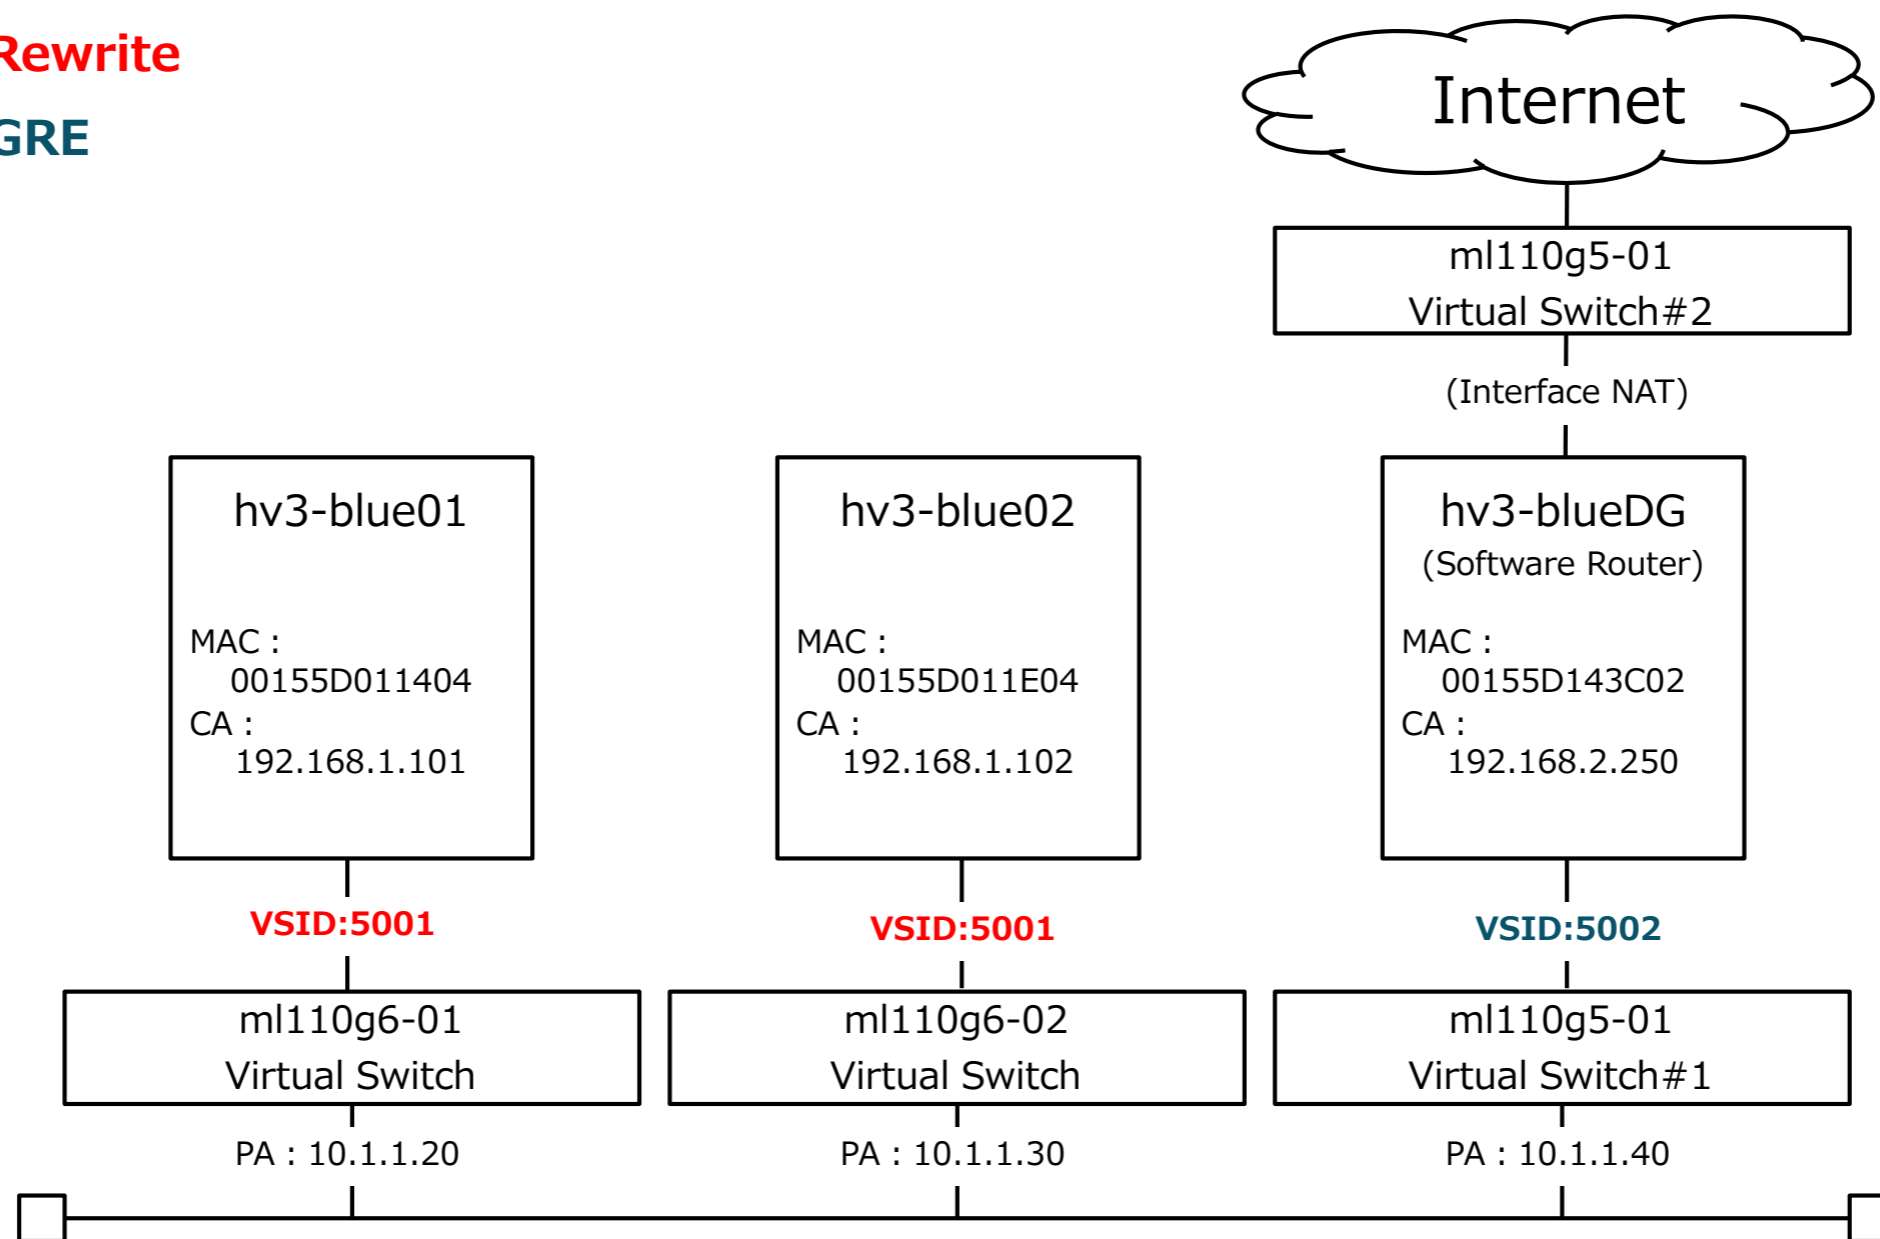 Rewrite
GRE
Internet
ml110g5-01
Virtual Switch#2
(Interface NAT)
hv3-blue01
MAC :
00155D011404
CA :
192.168.1.101
hv3-blue02
MAC :
00155D011E04
CA :
192.168.1.102
hv3-blueDG
(Software Router)
MAC :
00155D143C02
CA :
192.168.2.250
VSID:5001
VSID:5001
VSID:5002
ml110g6-01
Virtual Switch
ml110g6-02
Virtual Switch
ml110g5-01
Virtual Switch#1
PA : 10.1.1.20
PA : 10.1.1.30
PA : 10.1.1.40